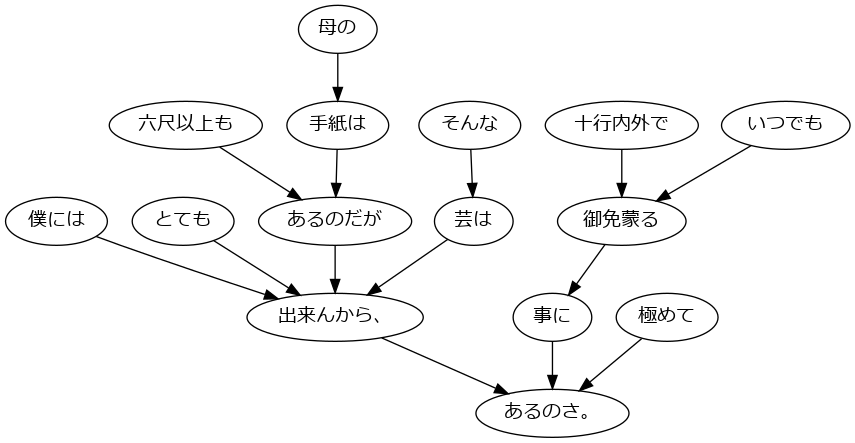 母の
六尺以上も
手紙は
そんな
十行内外で
いつでも
僕には
とても
あるのだが
芸は
御免蒙る
出来んから、
事に
極めて
あるのさ。